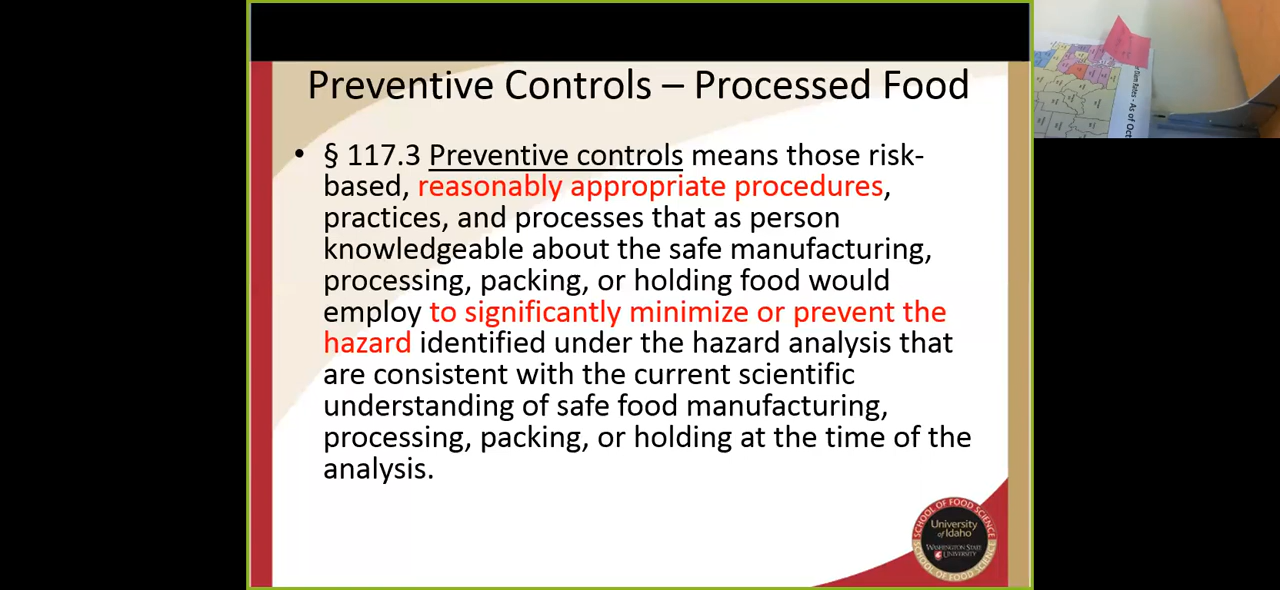 Preventive Controls – Processed Food
• § 117.3 Preventive controls means those risk-
based, reasonably appropriate procedures,
practices, and processes that as person
knowledgeable about the safe manufacturing,
processing, packing, or holding food would
employ to significantly minimize or prevent the
hazard identified under the hazard analysis that
are consistent with the current scientific
understanding of safe food manufacturing,
processing, packing, or holding at the time of the
analysis.
SCHOOL OF FOOD SCIENCE
University
of Idaho
WASHINGTON STATE
UNIVERSITY
SCHOOL OF FOOD SCIENCE
Rates - As of Oct